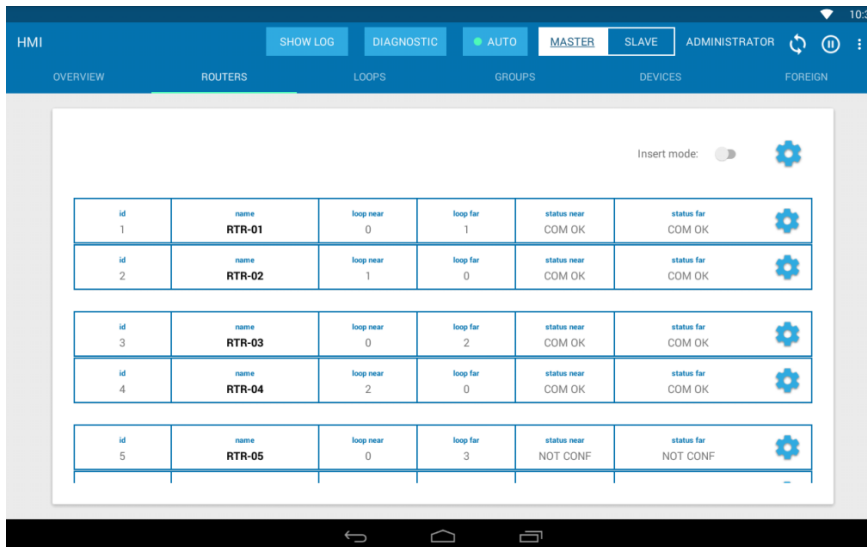 10:3
HMI SHOW LOG DIAGNOSTIC AUTO MASTER SLAVE ADMINISTRATOR
OVERVIEW ROUTERS LOOPS GROUPS DEVICES FOREIGN
Insert mode:
id name loop near loop far status near status far
1 RTR-01 0 1 COM OK COM OK
id name loop near loop far status near status far
2 RTR-02 1 0 COM OK COM OK
id name loop near loop far status near status far
3 RTR-03 0 2 COM OK COM OK
id name loop near loop far status near status far
4 RTR-04 2 0 COM OK COM OK
id name loop near loop far status near status far
5 RTR-05 0 3 NOT CONF NOT CONF